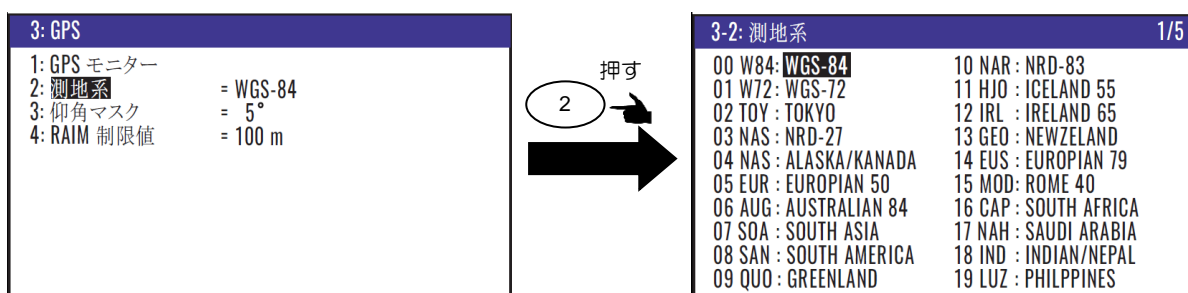 3: GPS
1: GPS モニター
2: 測地系 = WGS-84
3: 仰角マスク = 5°
4: RAIM 制限値 = 100 m
押す
2
3-2: 測地系 1/5
00 W84: WGS-84 10 NAR : NRD-83
01 W72: WGS-72 11 HJO : ICELAND 55
02 TOY : TOKYO 12 IRL : IRELAND 65
03 NAS : NRD-27 13 GEO : NEWZELAND
04 NAS : ALASKA/KANADA 14 EUS : EUROPIAN 79
05 EUR : EUROPIAN 50 15 MOD: ROME 40
06 AUG : AUSTRALIAN 84 16 CAP : SOUTH AFRICA
07 SOA : SOUTH ASIA 17 NAH : SAUDI ARABIA
08 SAN : SOUTH AMERICA 18 IND : INDIAN/NEPAL
09 QUO : GREENLAND 19 LUZ : PHILPPINES